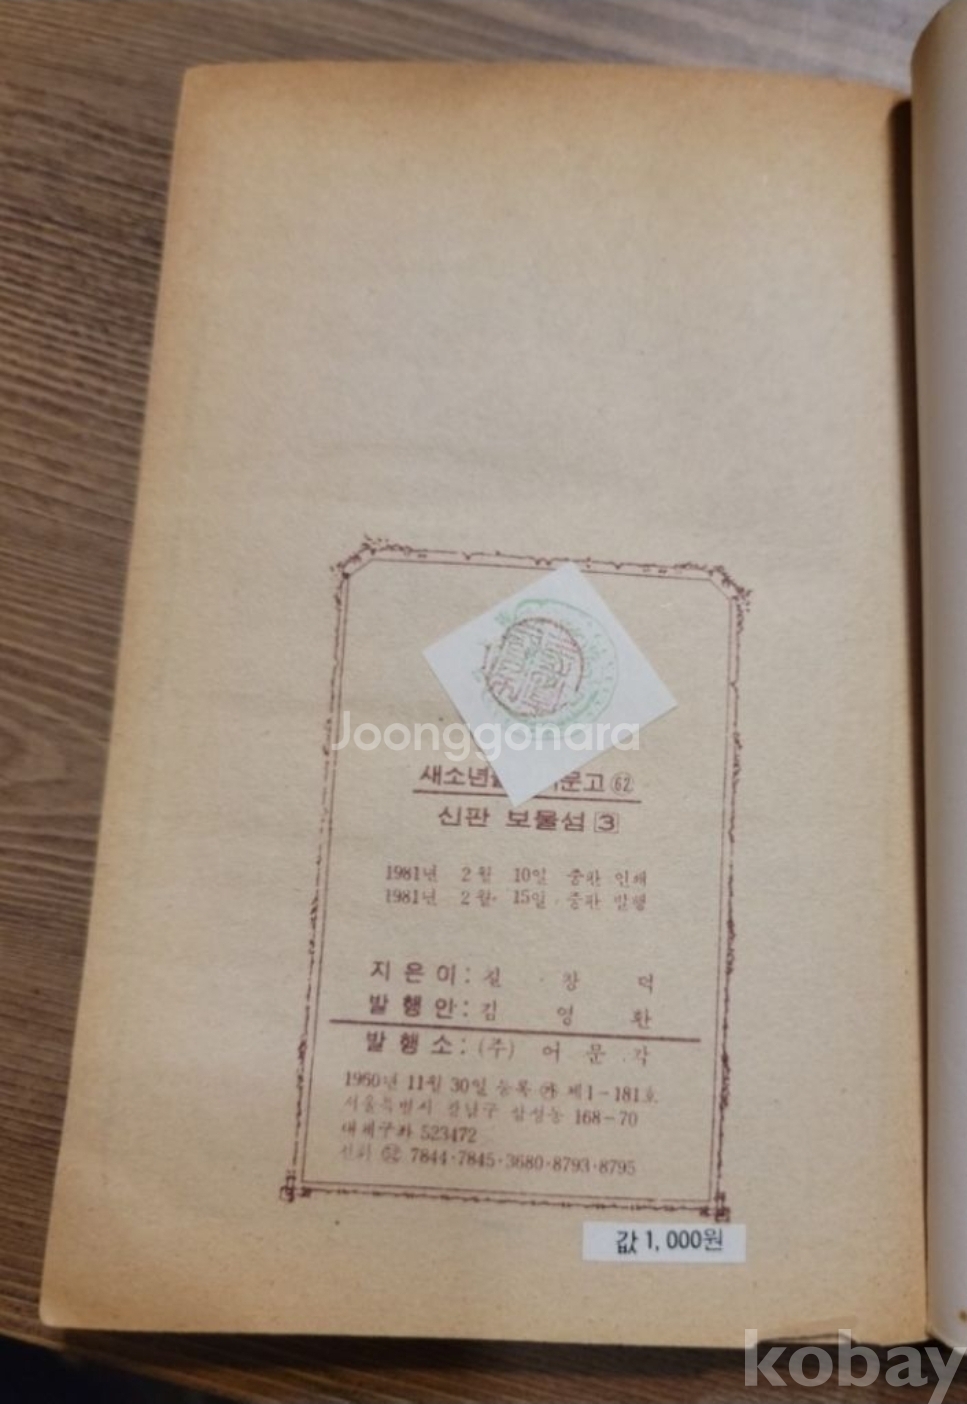 Joonggonara
새소년 문고 62
신판 보물섬 3
1981년 2월 10일 중판 인쇄
1981년 2월 15일 중판 발행
지은이: 길 창 덕
발행인: 김 영 환
발행소: (주) 어 문 각
1960년 11월 30일 등록 제1-181호
서울특별시 강남구 삼성동 168-70
대체구좌 523472
전화 7844·7845·3680·8793·8795
값 1,000원
kobay